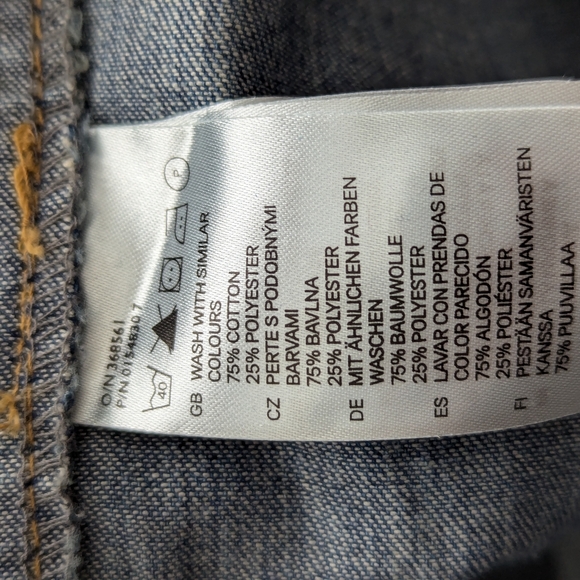 O/N 368561
P/N 01548307
40
P
GB WASH WITH SIMILAR
COLOURS
75% COTTON
25% POLYESTER
CZ PERTE S PODOBNÝMI
BARVAMI
75% BAVLNA
25% POLYESTER
DE MIT ÄHNLICHEN FARBEN
WASCHEN
75% BAUMWOLLE
25% POLYESTER
ES LAVAR CON PRENDAS DE
COLOR PARECIDO
75% ALGODÓN
25% POLIÉSTER
FI PESTÄÄN SAMANVÄRISTEN
KANSSA
75% PUUVILLAA